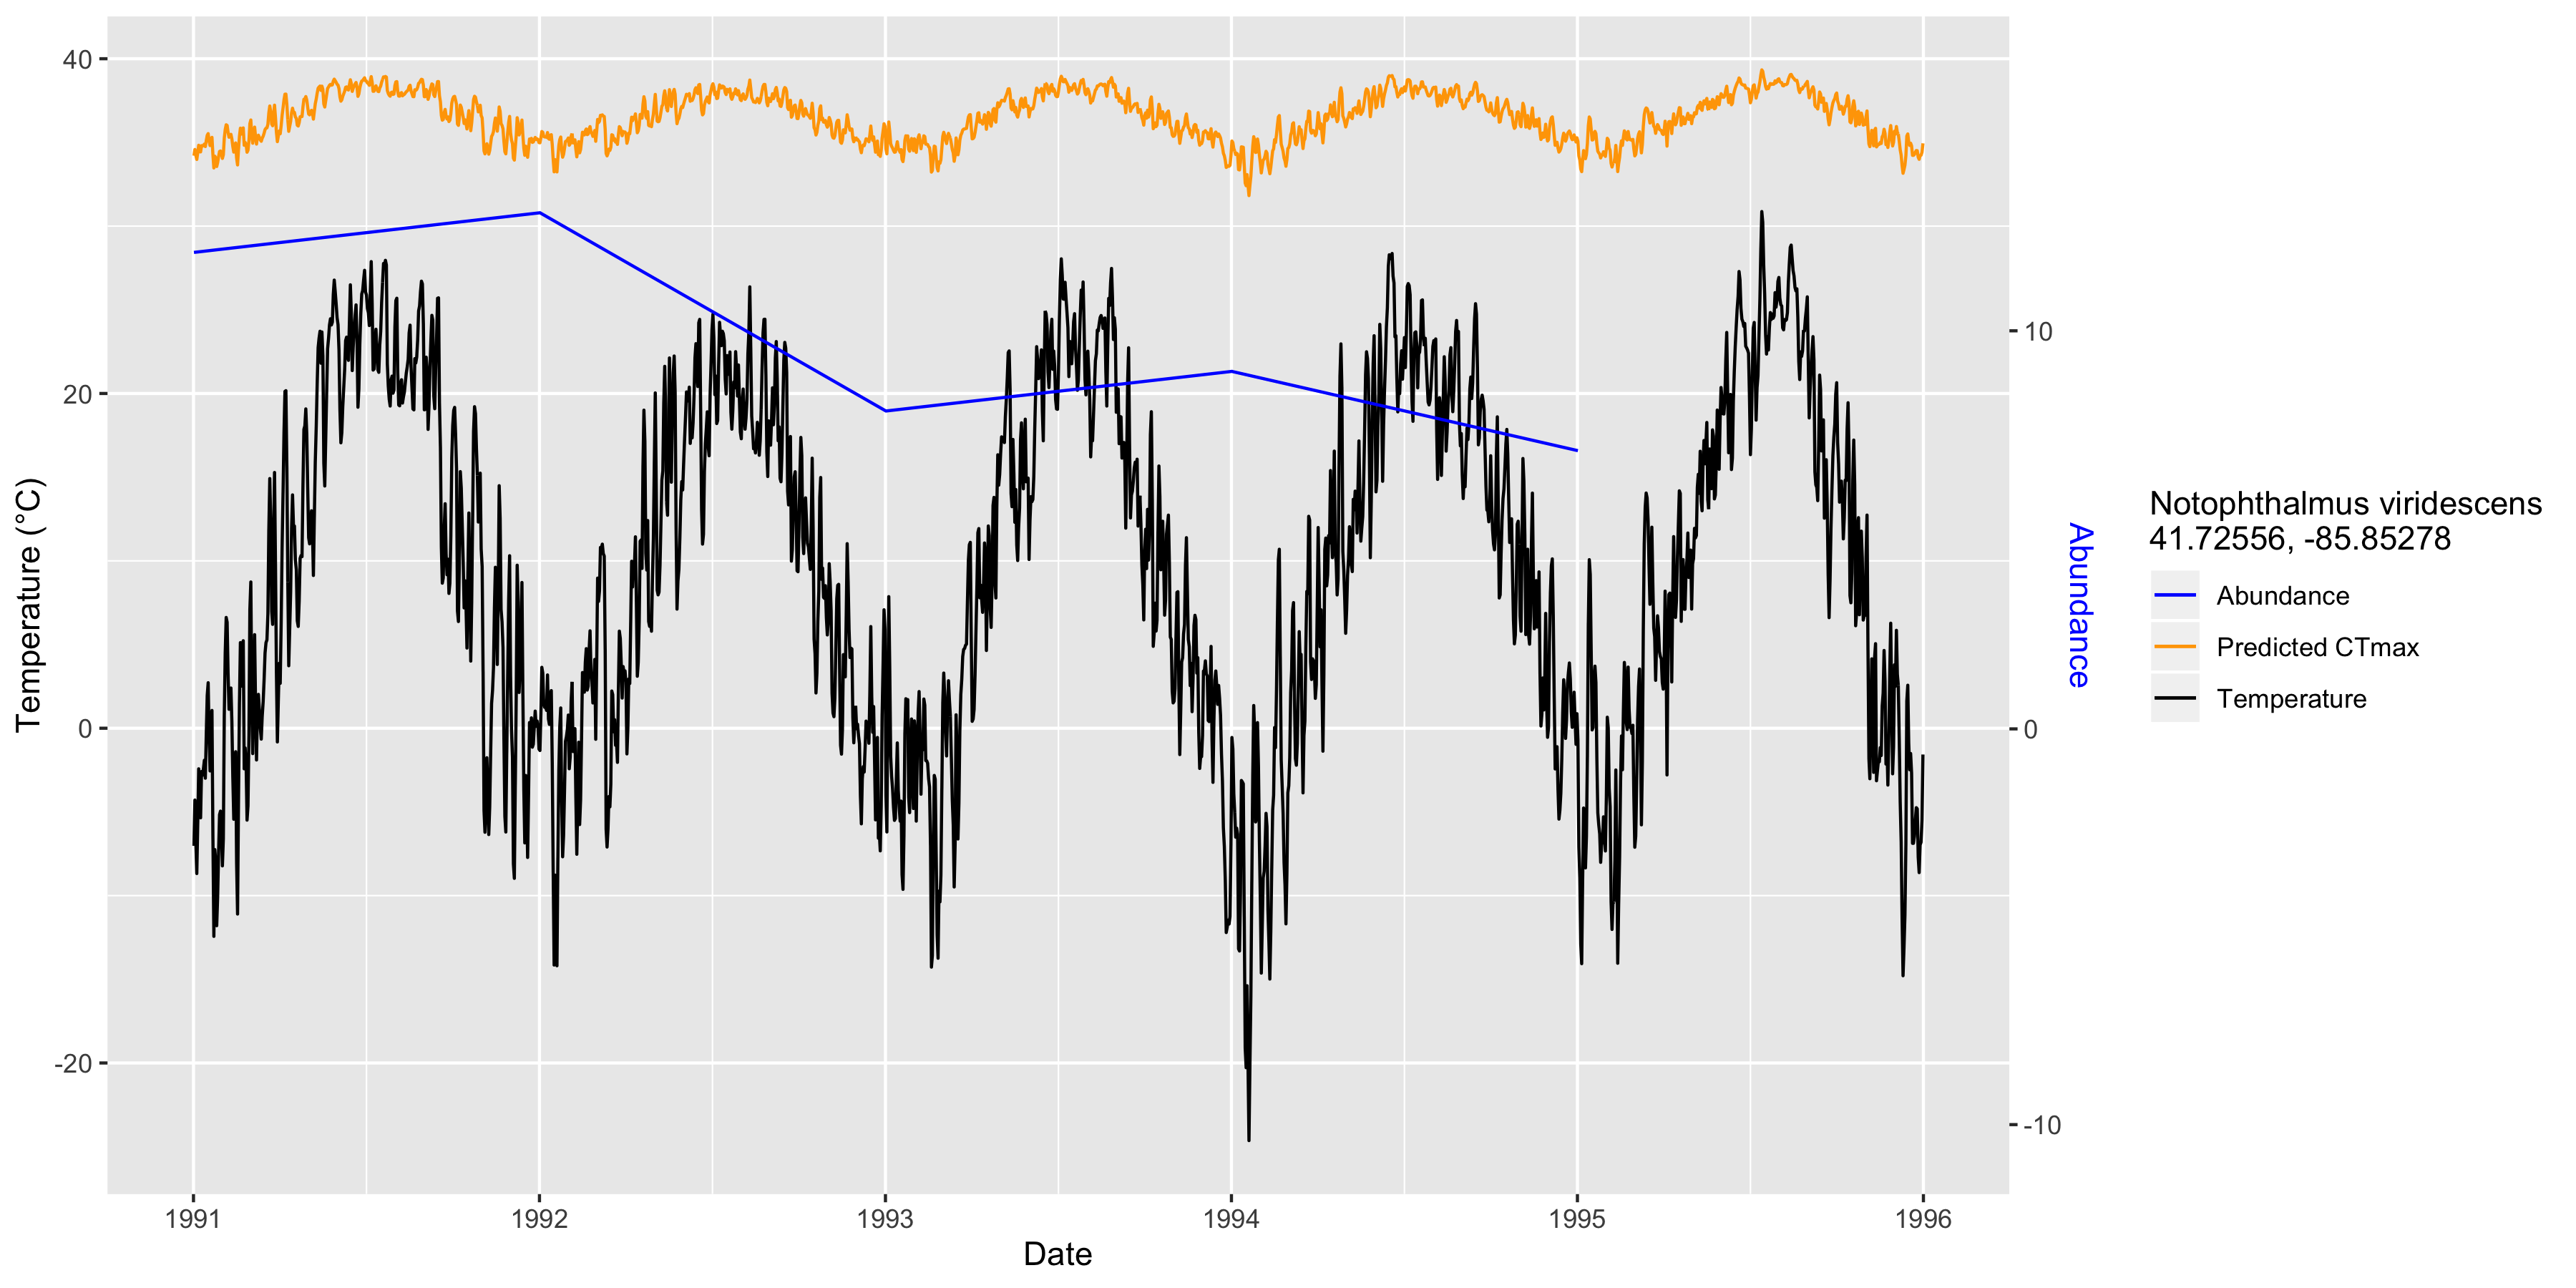 40
20
0
-20
Temperature (°C)
1991
1992
1993
1994
1995
1996
Date
10
0
-10
Abundance
Notophthalmus viridescens
41.72556, -85.85278
Abundance
Predicted CTmax
Temperature